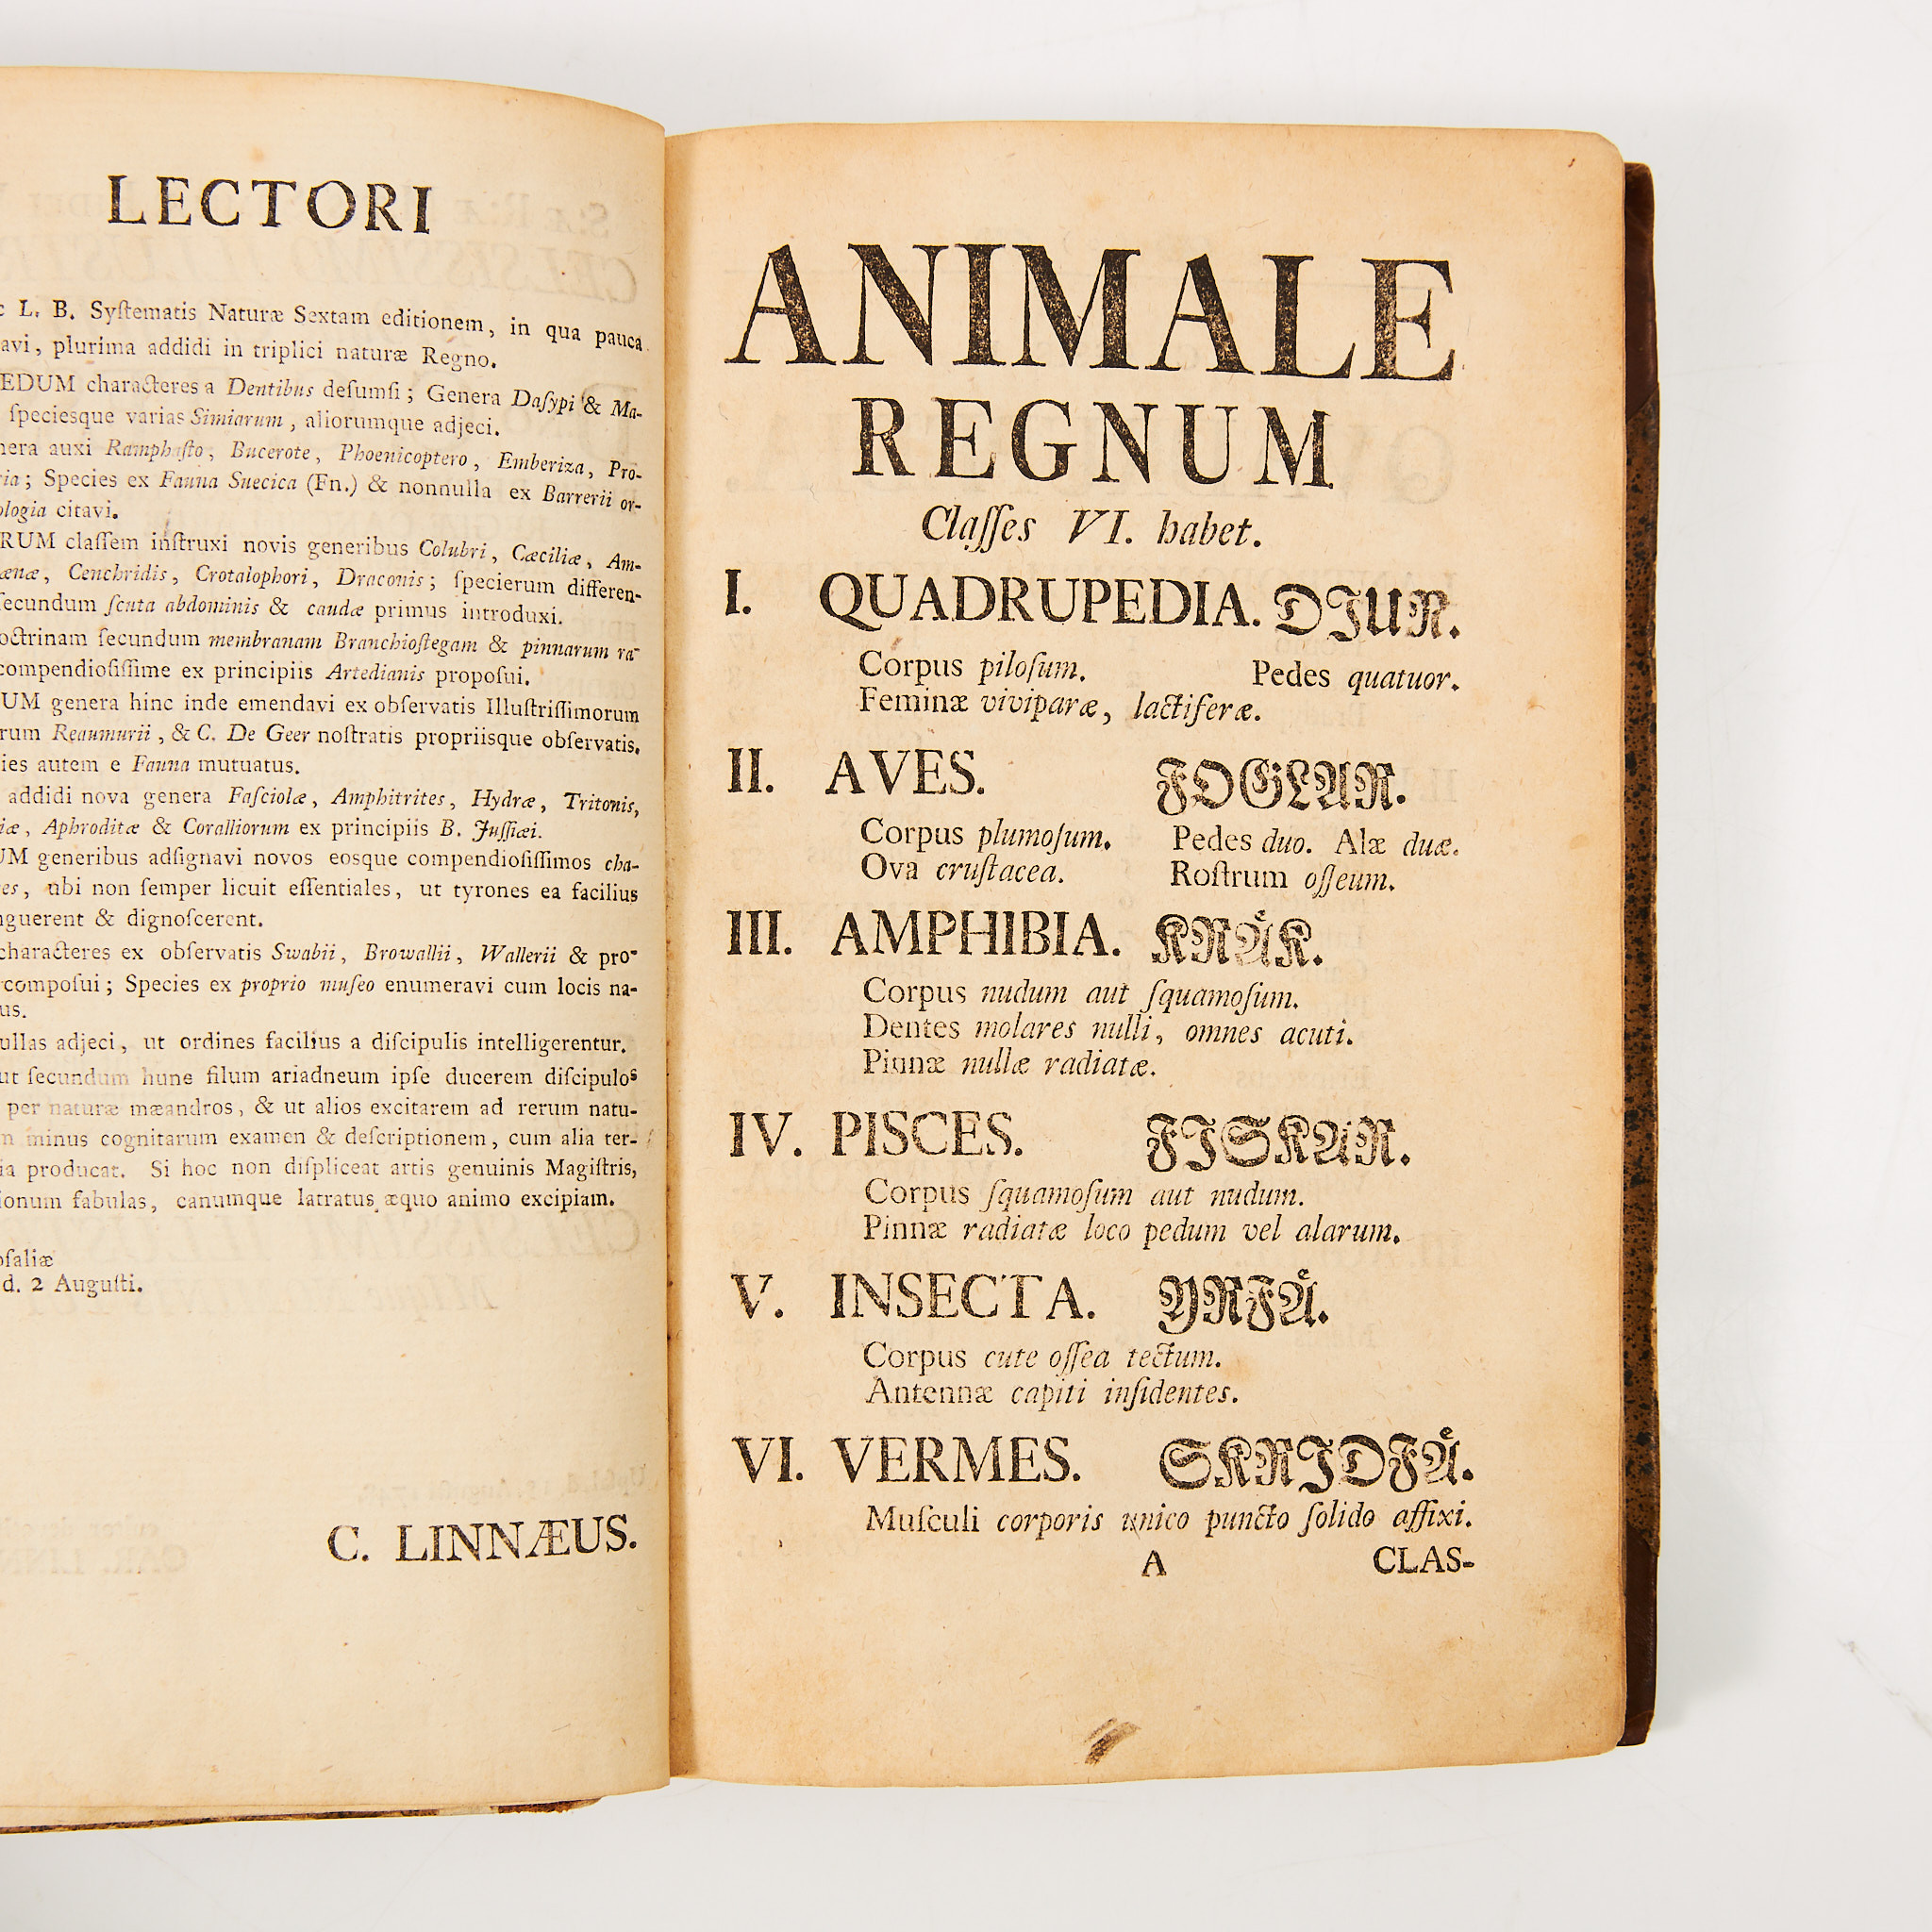 LECTORI
L. B. Syſtematis Naturæ Sextam editionem, in qua pauca
avi, plurima addidi in triplici naturæ Regno.
EDUM characteres a Dentibus deſumſi; Genera Daſypi & Ma-
ſpeciesque varias Simiarum, aliorumque adjeci.
nera auxi Ramphaſto, Bucerote, Phoenicoptero, Emberiza, Pro-
ria; Species ex Fauna Suecica (Fn.) & nonnulla ex Barrerii or-
ologia citavi.
RUM claſſem inſtruxi novis generibus Colubri, Cæciliæ, Am-
ænæ, Cenchridis, Crotalophori, Draconis; ſpecierum differen-
ſecundum ſcuta abdominis & caudæ primus introduxi.
octrinam ſecundum membranam Branchioſtegam & pinnarum ra-
compendioſiſſime ex principiis Artedianis propoſui.
UM genera hinc inde emendavi ex obſervatis Illuſtriſſimorum
rum Reaumurii, & C. De Geer noſtratis propriisque obſervatis.
ies autem e Fauna mutuatus.
addidi nova genera Faſciolæ, Amphitrites, Hydræ, Tritonis,
iæ, Aphroditæ & Coralliorum ex principiis B. Juſſiæi.
UM generibus adſignavi novos eosque compendioſiſſimos cha-
es, ubi non ſemper licuit eſſentiales, ut tyrones ea facilius
nguerent & dignoſcerent.
characteres ex obſervatis Swabii, Browallii, Wallerii & pro-
compoſui; Species ex proprio muſeo enumeravi cum locis na-
us.
ullas adjeci, ut ordines facilius a diſcipulis intelligerentur.
ut ſecundum hunc filum ariadneum ipſe ducerem diſcipulos
per naturæ mæandros, & ut alios excitarem ad rerum natu-
minus cognitarum examen & deſcriptionem, cum alia ter-
ia producat. Si hoc non diſpliceat artis genuinis Magiſtris,
ionum fabulas, canumque latratus æquo animo excipiam.
oſaliæ
d. 2 Auguſti.
C. LINNÆUS.
ANIMALE
REGNUM
Claſſes VI. habet.
I. QUADRUPEDIA. DJUR.
Corpus piloſum. Pedes quatuor.
Feminæ viviparæ, lactiferæ.
II. AVES. FOGLAR.
Corpus plumoſum. Pedes duo. Alæ duæ.
Ova cruſtacea. Roſtrum oſſeum.
III. AMPHIBIA. KRÅK.
Corpus nudum aut ſquamoſum.
Dentes molares nulli, omnes acuti.
Pinnæ nullæ radiatæ.
IV. PISCES. FISKAR.
Corpus ſquamoſum aut nudum.
Pinnæ radiatæ loco pedum vel alarum.
V. INSECTA. YRFÅ.
Corpus cute oſſea tectum.
Antennæ capiti inſidentes.
VI. VERMES. SKRIDFÅ.
Muſculi corporis unico puncto ſolido affixi.
A CLAS-